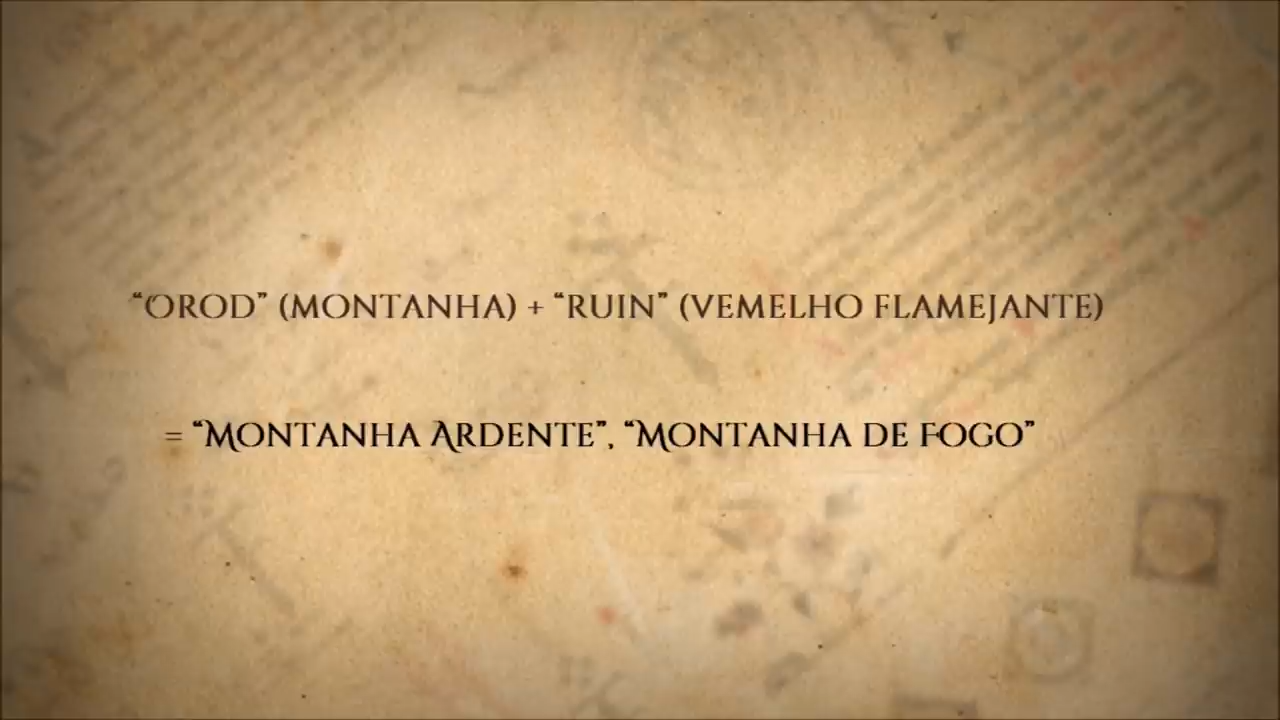 “Orod” (montanha) + “ruin” (vemelho flamejante)
= “Montanha Ardente”, “Montanha de Fogo”